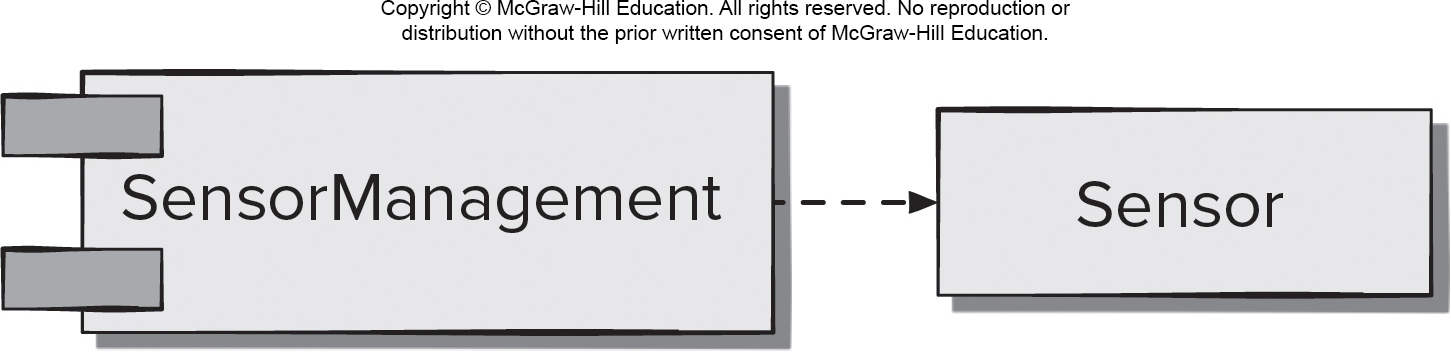 Copyright © McGraw-Hill Education. All rights reserved. No reproduction or
distribution without the prior written consent of McGraw-Hill Education.
SensorManagement
Sensor